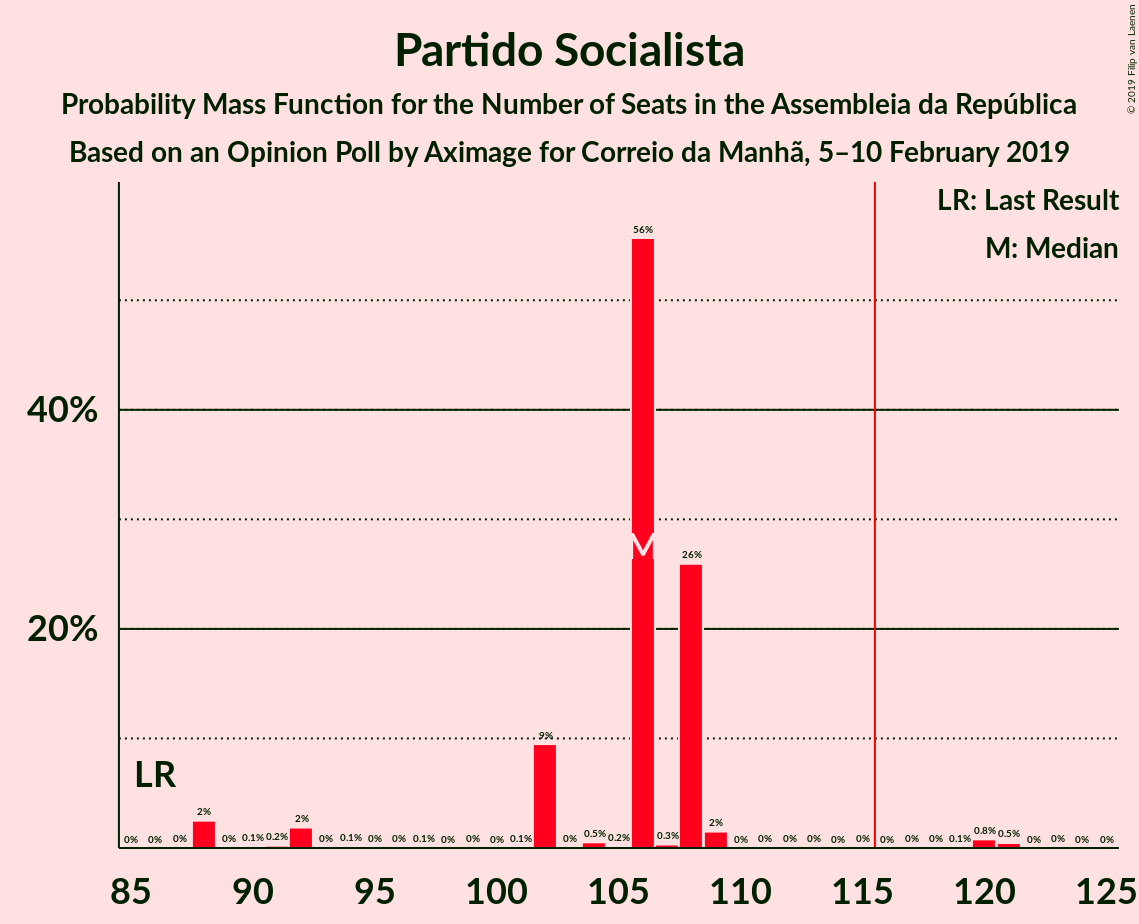 Partido Socialista
Probability Mass Function for the Number of Seats in the Assembleia da República
Based on an Opinion Poll by Aximage for Correio da Manhã, 5–10 February 2019
© 2019 Filip van Laenen
LR: Last Result
M: Median
56%
40%
M
26%
20%
9%
LR
2% 2% 2%
0% 0% 0% 0% 0.1% 0.2% 0% 0.1% 0% 0% 0.1% 0% 0% 0% 0.1% 0% 0.5% 0.2% 0.3% 0% 0% 0% 0% 0% 0% 0% 0% 0% 0.1% 0.8% 0.5% 0% 0% 0% 0%
85 90 95 100 105 110 115 120 125